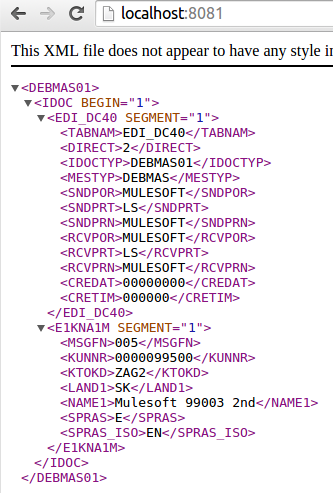 localhost:8081
This XML file does not appear to have any style in
<DEBMAS01>
<IDOC BEGIN="1">
<EDI_DC40 SEGMENT="1">
<TABNAM>EDI_DC40</TABNAM>
<DIRECT>2</DIRECT>
<IDOCTYP>DEBMAS01</IDOCTYP>
<MESTYP>DEBMAS</MESTYP>
<SNDPOR>MULESOFT</SNDPOR>
<SNDPRT>LS</SNDPRT>
<SNDPRN>MULESOFT</SNDPRN>
<RCVPOR>MULESOFT</RCVPOR>
<RCVPRT>LS</RCVPRT>
<RCVPRN>MULESOFT</RCVPRN>
<CREDAT>00000000</CREDAT>
<CRETIM>000000</CRETIM>
</EDI_DC40>
<E1KNA1M SEGMENT="1">
<MSGFN>005</MSGFN>
<KUNNR>0000099500</KUNNR>
<KTOKD>ZAG2</KTOKD>
<LAND1>SK</LAND1>
<NAME1>Mulesoft 99003 2nd</NAME1>
<SPRAS>E</SPRAS>
<SPRAS_ISO>EN</SPRAS_ISO>
</E1KNA1M>
</IDOC>
</DEBMAS01>